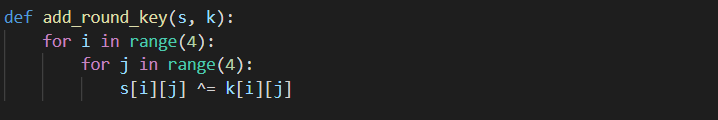 def add_round_key(s, k):
    for i in range(4):
        for j in range(4):
            s[i][j] ^= k[i][j]